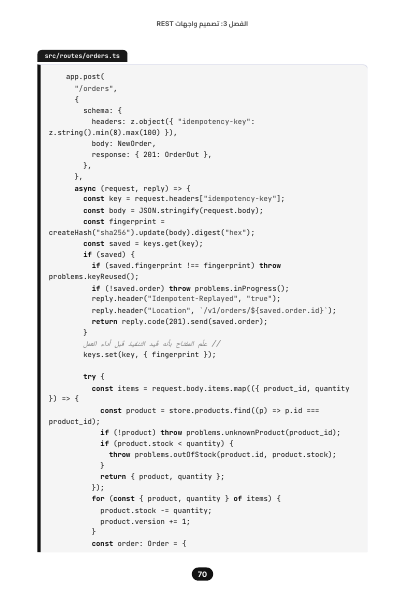 الفصل 3: تصميم واجهات REST
src/routes/orders.ts
app.post(
"/orders",
{
schema: {
headers: z.object({ "idempotency-key":
z.string().min(8).max(100) }),
body: NewOrder,
response: { 201: OrderOut },
},
},
async (request, reply) => {
const key = request.headers["idempotency-key"];
const body = JSON.stringify(request.body);
const fingerprint =
createHash("sha256").update(body).digest("hex");
const saved = keys.get(key);
if (saved) {
if (saved.fingerprint !== fingerprint) throw
problems.keyReused();
if (!saved.order) throw problems.inProgress();
reply.header("Idempotent-Replayed", "true");
reply.header("Location", `/v1/orders/${saved.order.id}`);
return reply.code(201).send(saved.order);
}
// علّم المفتاح بأنه قيد التنفيذ قبل أداء العمل
keys.set(key, { fingerprint });
try {
const items = request.body.items.map(({ product_id, quantity
}) => {
const product = store.products.find((p) => p.id ===
product_id);
if (!product) throw problems.unknownProduct(product_id);
if (product.stock < quantity) {
throw problems.outOfStock(product.id, product.stock);
}
return { product, quantity };
});
for (const { product, quantity } of items) {
product.stock -= quantity;
product.version += 1;
}
const order: Order = {
70